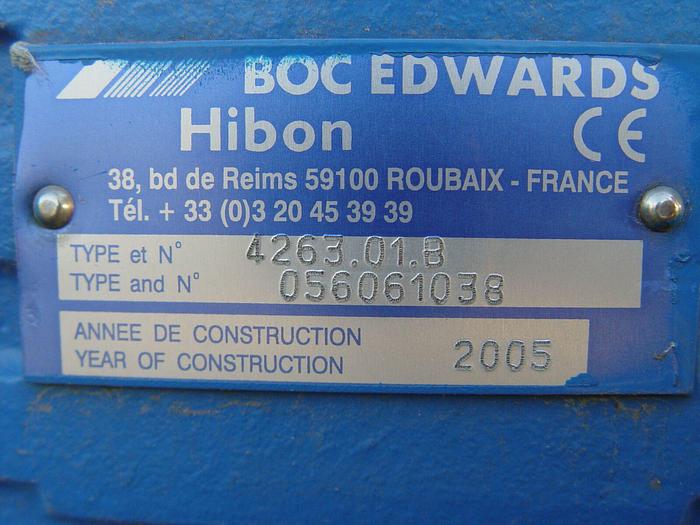 BOC EDWARDS
Hibon CE
38, bd de Reims 59100 ROUBAIX - FRANCE
Tél. + 33 (0)3 20 45 39 39
TYPE et N° 4263.01.B
TYPE and N° 056061038
ANNEE DE CONSTRUCTION
YEAR OF CONSTRUCTION 2005